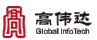 高伟达
Global InfoTech